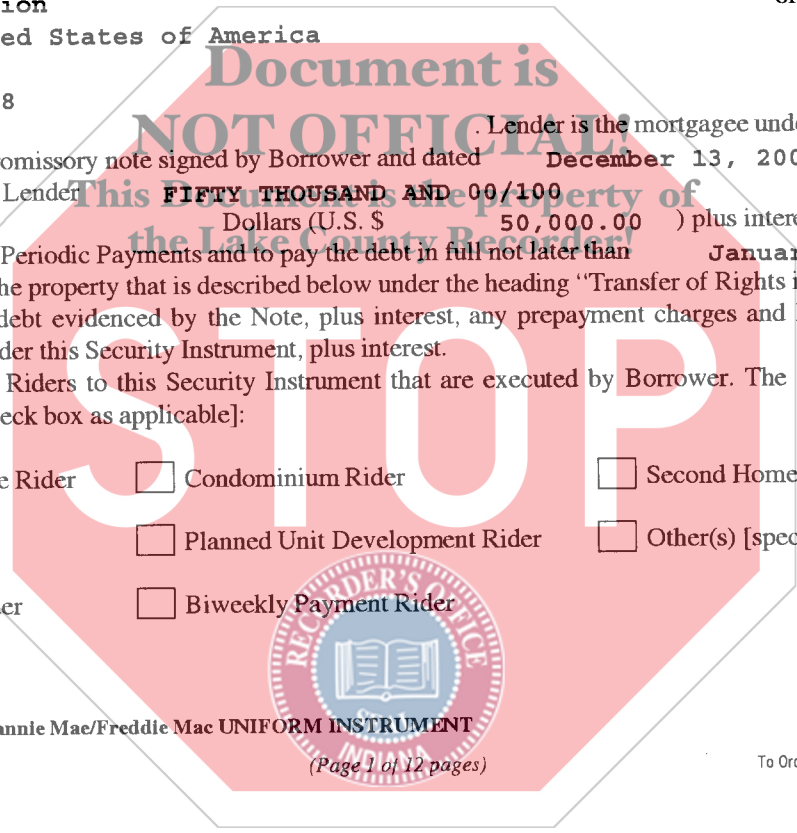 ion
ed States of America
8
Document is
NOT OFFICIAL!
This Document is the property of
the Lake County Recorder!
STOP
. Lender is the mortgagee unde
omissory note signed by Borrower and dated December 13, 200
Lender FIFTY THOUSAND AND 00/100
Dollars (U.S. $ 50,000.00 ) plus intere
Periodic Payments and to pay the debt in full not later than Januar
he property that is described below under the heading “Transfer of Rights i
debt evidenced by the Note, plus interest, any prepayment charges and
der this Security Instrument, plus interest.
Riders to this Security Instrument that are executed by Borrower. The
eck box as applicable]:
e Rider Condominium Rider Second Home
Planned Unit Development Rider Other(s) [spec
er Biweekly Payment Rider
RECORDER'S OFFICE
SEAL
INDIANA
annie Mae/Freddie Mac UNIFORM INSTRUMENT
(Page 1 of 12 pages)
To Ord